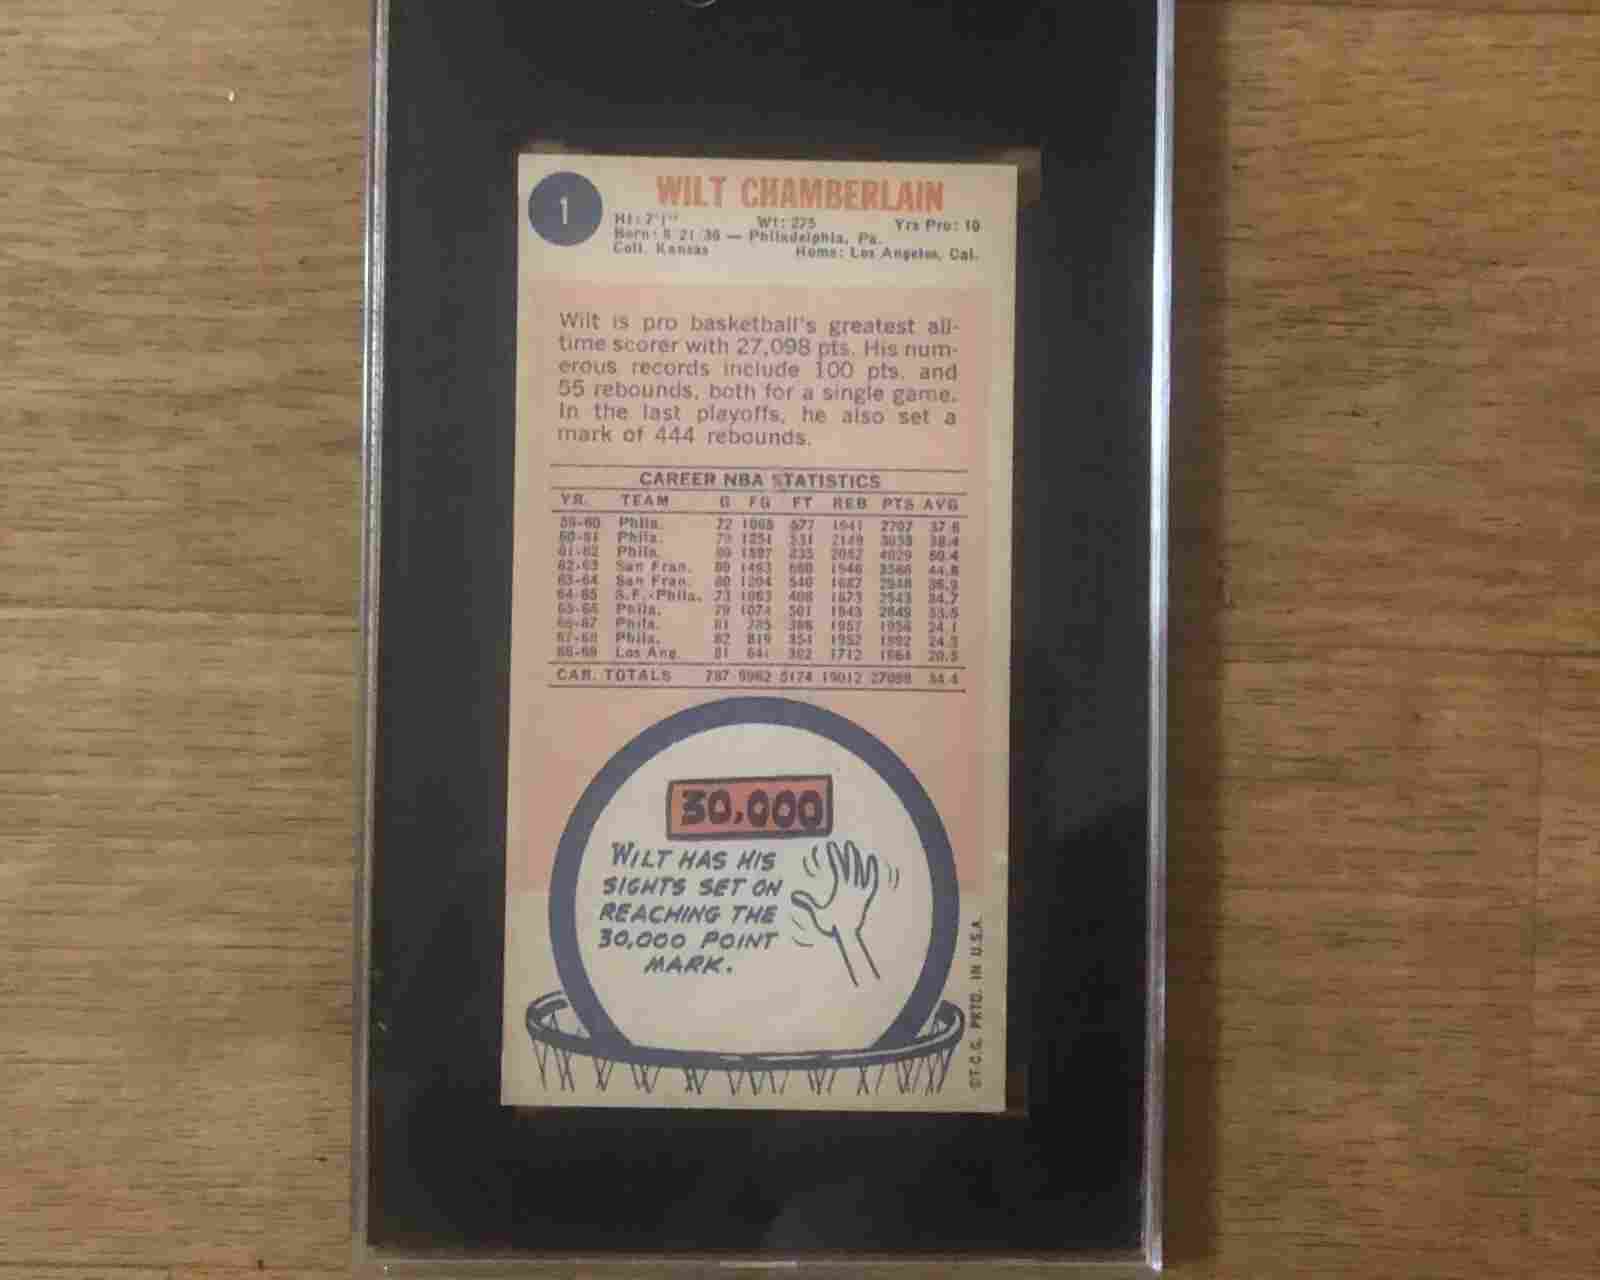 1
WILT CHAMBERLAIN
Ht: 7'1" Wt: 275 Yrs Pro: 10
Born: 8 21 36 — Philadelphia, Pa.
Coll. Kansas Home: Los Angeles, Cal.
Wilt is pro basketball's greatest all-
time scorer with 27,098 pts. His num-
erous records include 100 pts. and
55 rebounds, both for a single game.
In the last playoffs, he also set a
mark of 444 rebounds.
CAREER NBA STATISTICS
YR. TEAM G FG FT REB PTS AVG
59-60 Phila. 72 1065 577 1941 2707 37.6
60-61 Phila. 79 1251 531 2149 3033 38.4
61-62 Phila. 80 1597 835 2052 4029 50.4
62-63 San Fran. 80 1463 660 1946 3586 44.8
63-64 San Fran. 80 1204 540 1787 2948 36.9
64-65 S.F.-Phila. 73 1063 408 1673 2534 34.7
65-66 Phila. 79 1074 501 1943 2649 33.5
66-67 Phila. 81 785 386 1957 1956 24.1
67-68 Phila. 82 819 354 1952 1992 24.3
68-69 Los Ang. 81 641 382 1712 1664 20.5
CAR. TOTALS 787 5174 19012 27098 34.4
30,000
WILT HAS HIS
SIGHTS SET ON
REACHING THE
30,000 POINT
MARK.
©T.C.G. PRTD. IN U.S.A.